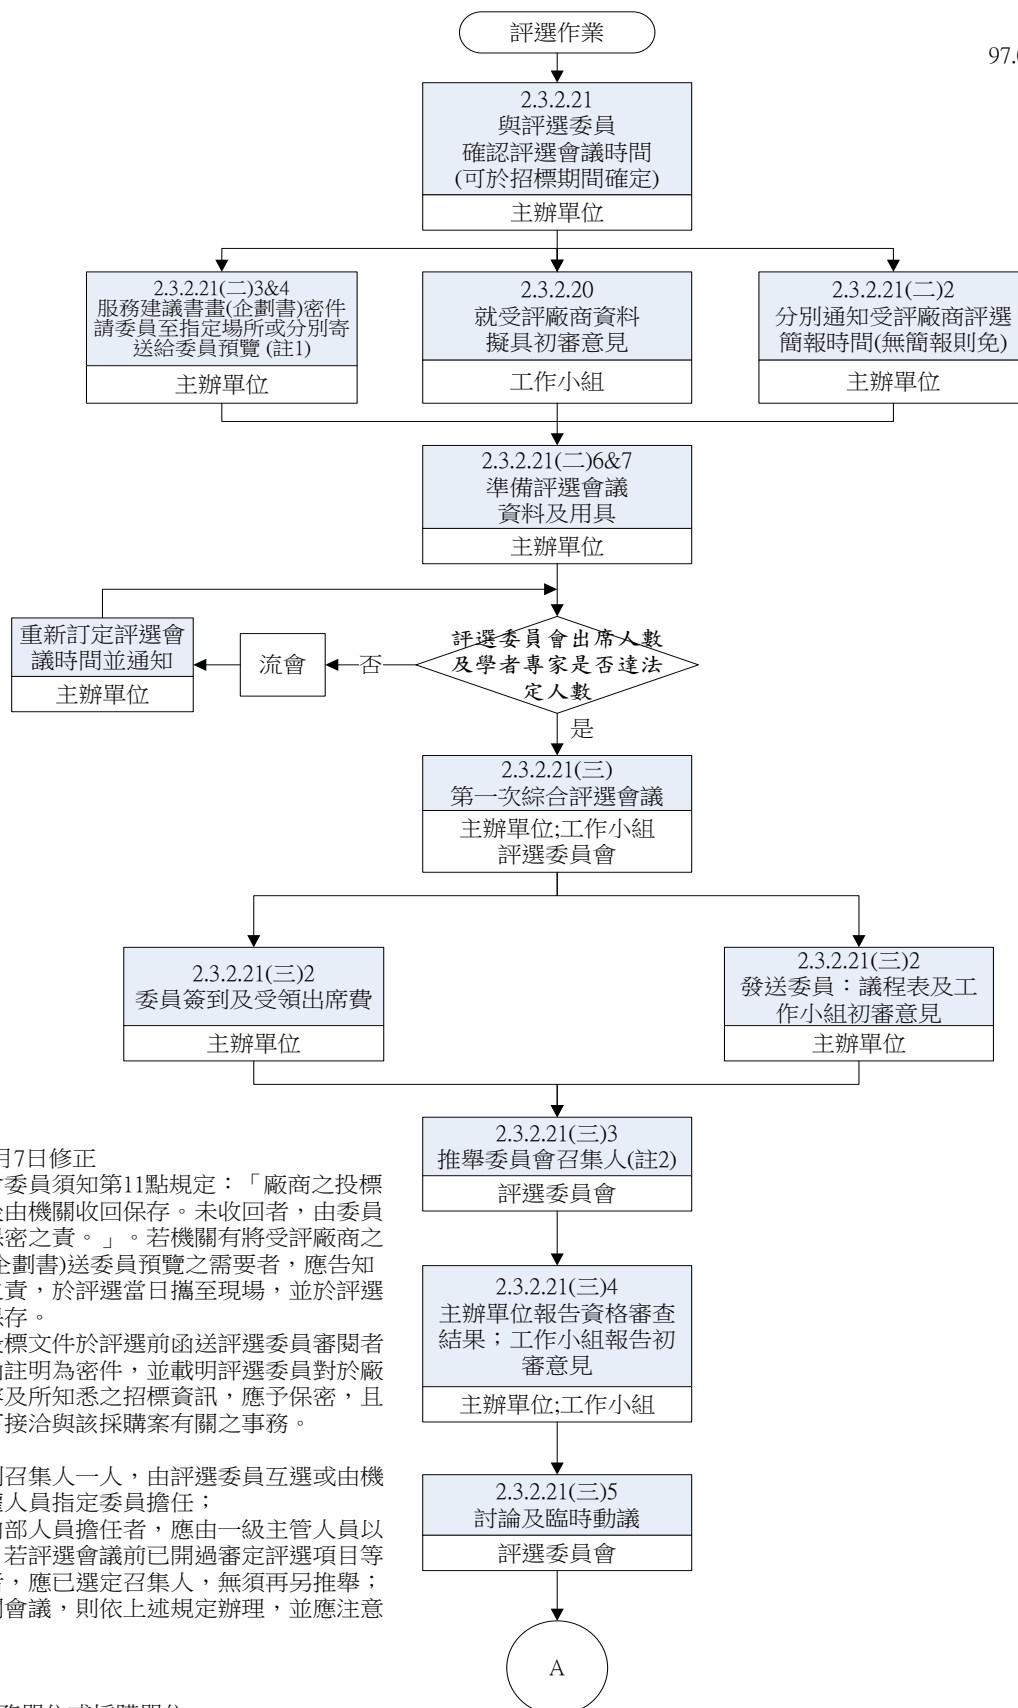 評選作業
97.0
2.3.2.21
與評選委員
確認評選會議時間
(可於招標期間確定)
主辦單位
2.3.2.21(二)3&4
服務建議書畫(企劃書)密件
請委員至指定場所或分別寄
送給委員預覽 (註1)
主辦單位
2.3.2.20
就受評廠商資料
擬具初審意見
工作小組
2.3.2.21(二)2
分別通知受評廠商評選
簡報時間(無簡報則免)
主辦單位
2.3.2.21(二)6&7
準備評選會議
資料及用具
主辦單位
重新訂定評選會
議時間並通知
主辦單位
流會
否
評選委員會出席人數
及學者專家是否達法
定人數
是
2.3.2.21(三)
第一次綜合評選會議
主辦單位;工作小組
評選委員會
2.3.2.21(三)2
委員簽到及受領出席費
主辦單位
2.3.2.21(三)2
發送委員：議程表及工
作小組初審意見
主辦單位
2.3.2.21(三)3
推舉委員會召集人(註2)
評選委員會
月7日修正
委員須知第11點規定：「廠商之投標
後由機關收回保存。未收回者，由委員
保密之責。」。若機關有將受評廠商之
企劃書)送委員預覽之需要者，應告知
之責，於評選當日攜至現場，並於評選
保存。
投標文件於評選前函送評選委員審閱者
註明為密件，並載明評選委員對於廠
及所知悉之招標資訊，應予保密，且
接洽與該採購案有關之事務。
召集人一人，由評選委員互選或由機
權人員指定委員擔任；
內部人員擔任者，應由一級主管人員以
若評選會議前已開過審定評選項目等
，應已選定召集人，無須再另推舉；
會議，則依上述規定辦理，並應注意
2.3.2.21(三)4
主辦單位報告資格審查
結果；工作小組報告初
審意見
主辦單位;工作小組
2.3.2.21(三)5
討論及臨時動議
評選委員會
A